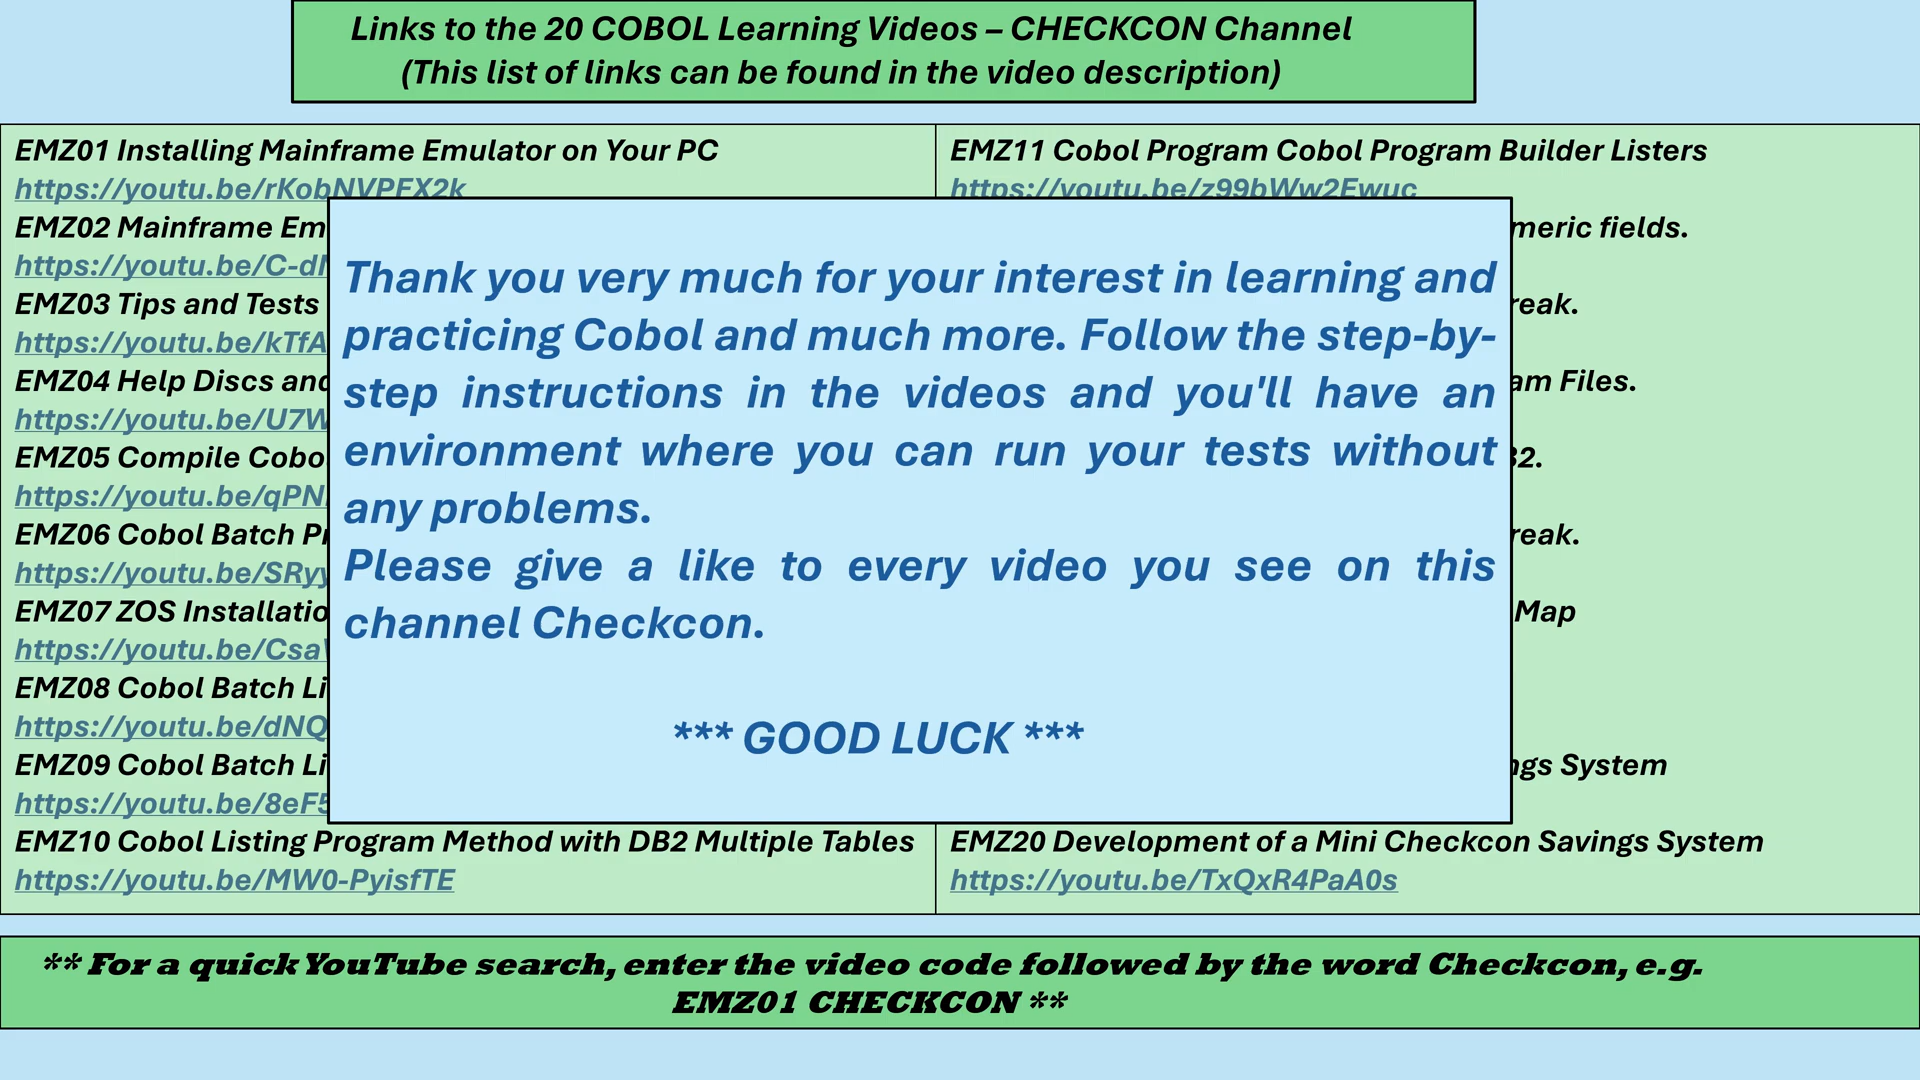 Links to the 20 COBOL Learning Videos – CHECKCON Channel
(This list of links can be found in the video description)
EMZ01 Installing Mainframe Emulator on Your PC
https://youtu.be/rKobNVPFX2k
EMZ02 Mainframe Em
https://youtu.be/C-d
EMZ03 Tips and Tests
https://youtu.be/kTfA
EMZ04 Help Discs and
https://youtu.be/U7W
EMZ05 Compile Cobo
https://youtu.be/qPN
EMZ06 Cobol Batch Pr
https://youtu.be/SRyy
EMZ07 ZOS Installatio
https://youtu.be/Csa
EMZ08 Cobol Batch Li
https://youtu.be/dNQ
EMZ09 Cobol Batch Li
https://youtu.be/8eF5
EMZ10 Cobol Listing Program Method with DB2 Multiple Tables
https://youtu.be/MW0-PyisfTE
EMZ11 Cobol Program Cobol Program Builder Listers
https://youtu.be/z99bWw2Ewuc
meric fields.
reak.
am Files.
2.
reak.
Map
ngs System
EMZ20 Development of a Mini Checkcon Savings System
https://youtu.be/TxQxR4PaA0s
Thank you very much for your interest in learning and
practicing Cobol and much more. Follow the step-by-
step instructions in the videos and you'll have an
environment where you can run your tests without
any problems.
Please give a like to every video you see on this
channel Checkcon.
*** GOOD LUCK ***
** For a quick YouTube search, enter the video code followed by the word Checkcon, e.g.
EMZ01 CHECKCON **